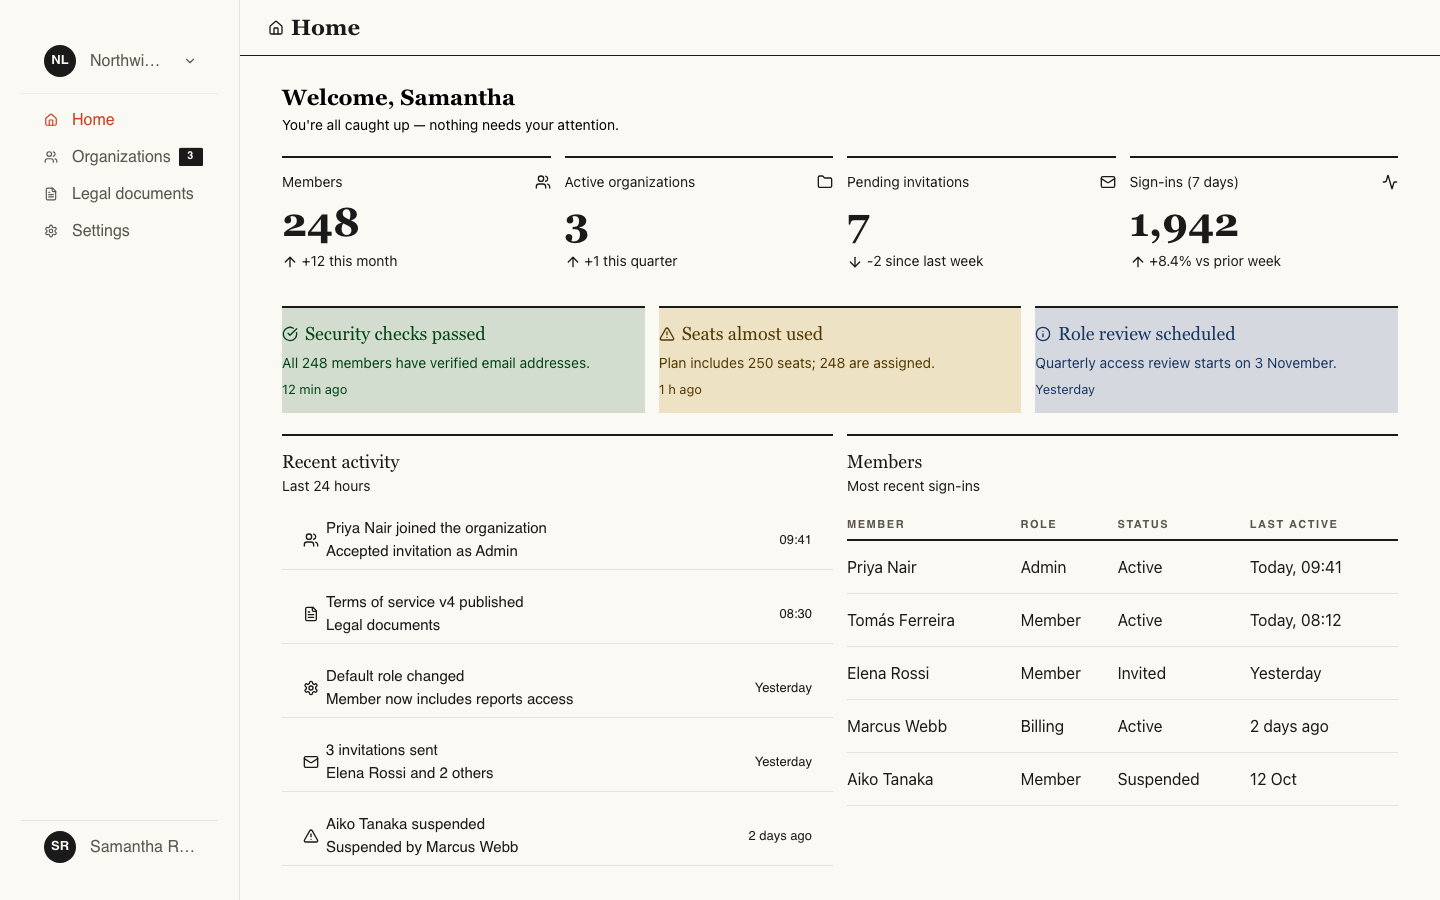 NL
Northwi…
Home
Organizations 3
Legal documents
Settings
SR
Samantha R…
Home
Welcome, Samantha
You're all caught up — nothing needs your attention.
Members
248
+12 this month
Active organizations
3
+1 this quarter
Pending invitations
7
-2 since last week
Sign-ins (7 days)
1,942
+8.4% vs prior week
Security checks passed
All 248 members have verified email addresses.
12 min ago
Seats almost used
Plan includes 250 seats; 248 are assigned.
1 h ago
Role review scheduled
Quarterly access review starts on 3 November.
Yesterday
Recent activity
Last 24 hours
Priya Nair joined the organization
Accepted invitation as Admin
09:41
Terms of service v4 published
Legal documents
08:30
Default role changed
Member now includes reports access
Yesterday
3 invitations sent
Elena Rossi and 2 others
Yesterday
Aiko Tanaka suspended
Suspended by Marcus Webb
2 days ago
Members
Most recent sign-ins
MEMBER ROLE STATUS LAST ACTIVE
Priya Nair Admin Active Today, 09:41
Tomás Ferreira Member Active Today, 08:12
Elena Rossi Member Invited Yesterday
Marcus Webb Billing Active 2 days ago
Aiko Tanaka Member Suspended 12 Oct